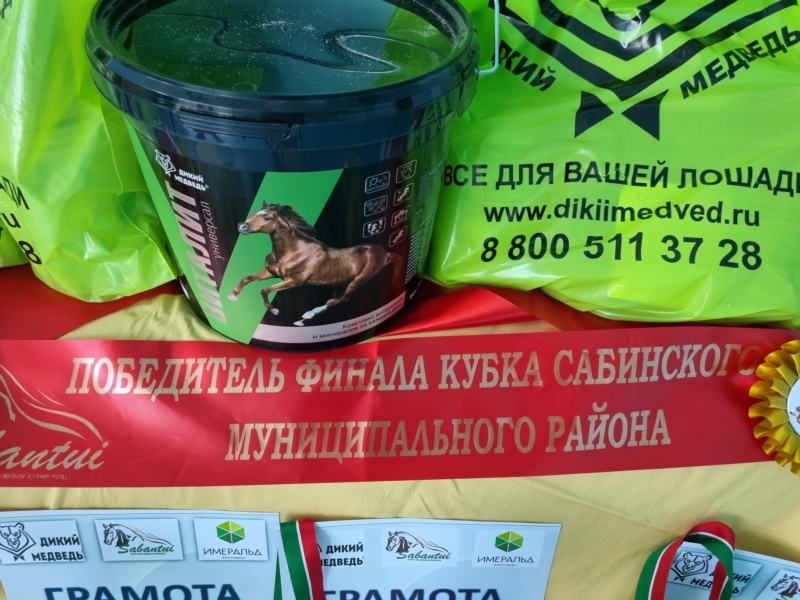 ДИКИЙ
МЕДВЕДЬ
ВИТАЛИТ
универсал
МЕДВЕДЬ
ВСЕ ДЛЯ ВАШЕЙ ЛОШАДИ
www.dikiimedved.ru
8 800 511 37 28
ПОБЕДИТЕЛЬ ФИНАЛА КУБКА САБИНСКОГО
МУНИЦИПАЛЬНОГО РАЙОНА
ДИКИЙ
МЕДВЕДЬ
Sabantui
ИМЕРАЛЬД
ГРАМОТА
ДИКИЙ
МЕДВЕДЬ
Sabantui
ИМЕРАЛЬД
ГРАМОТА